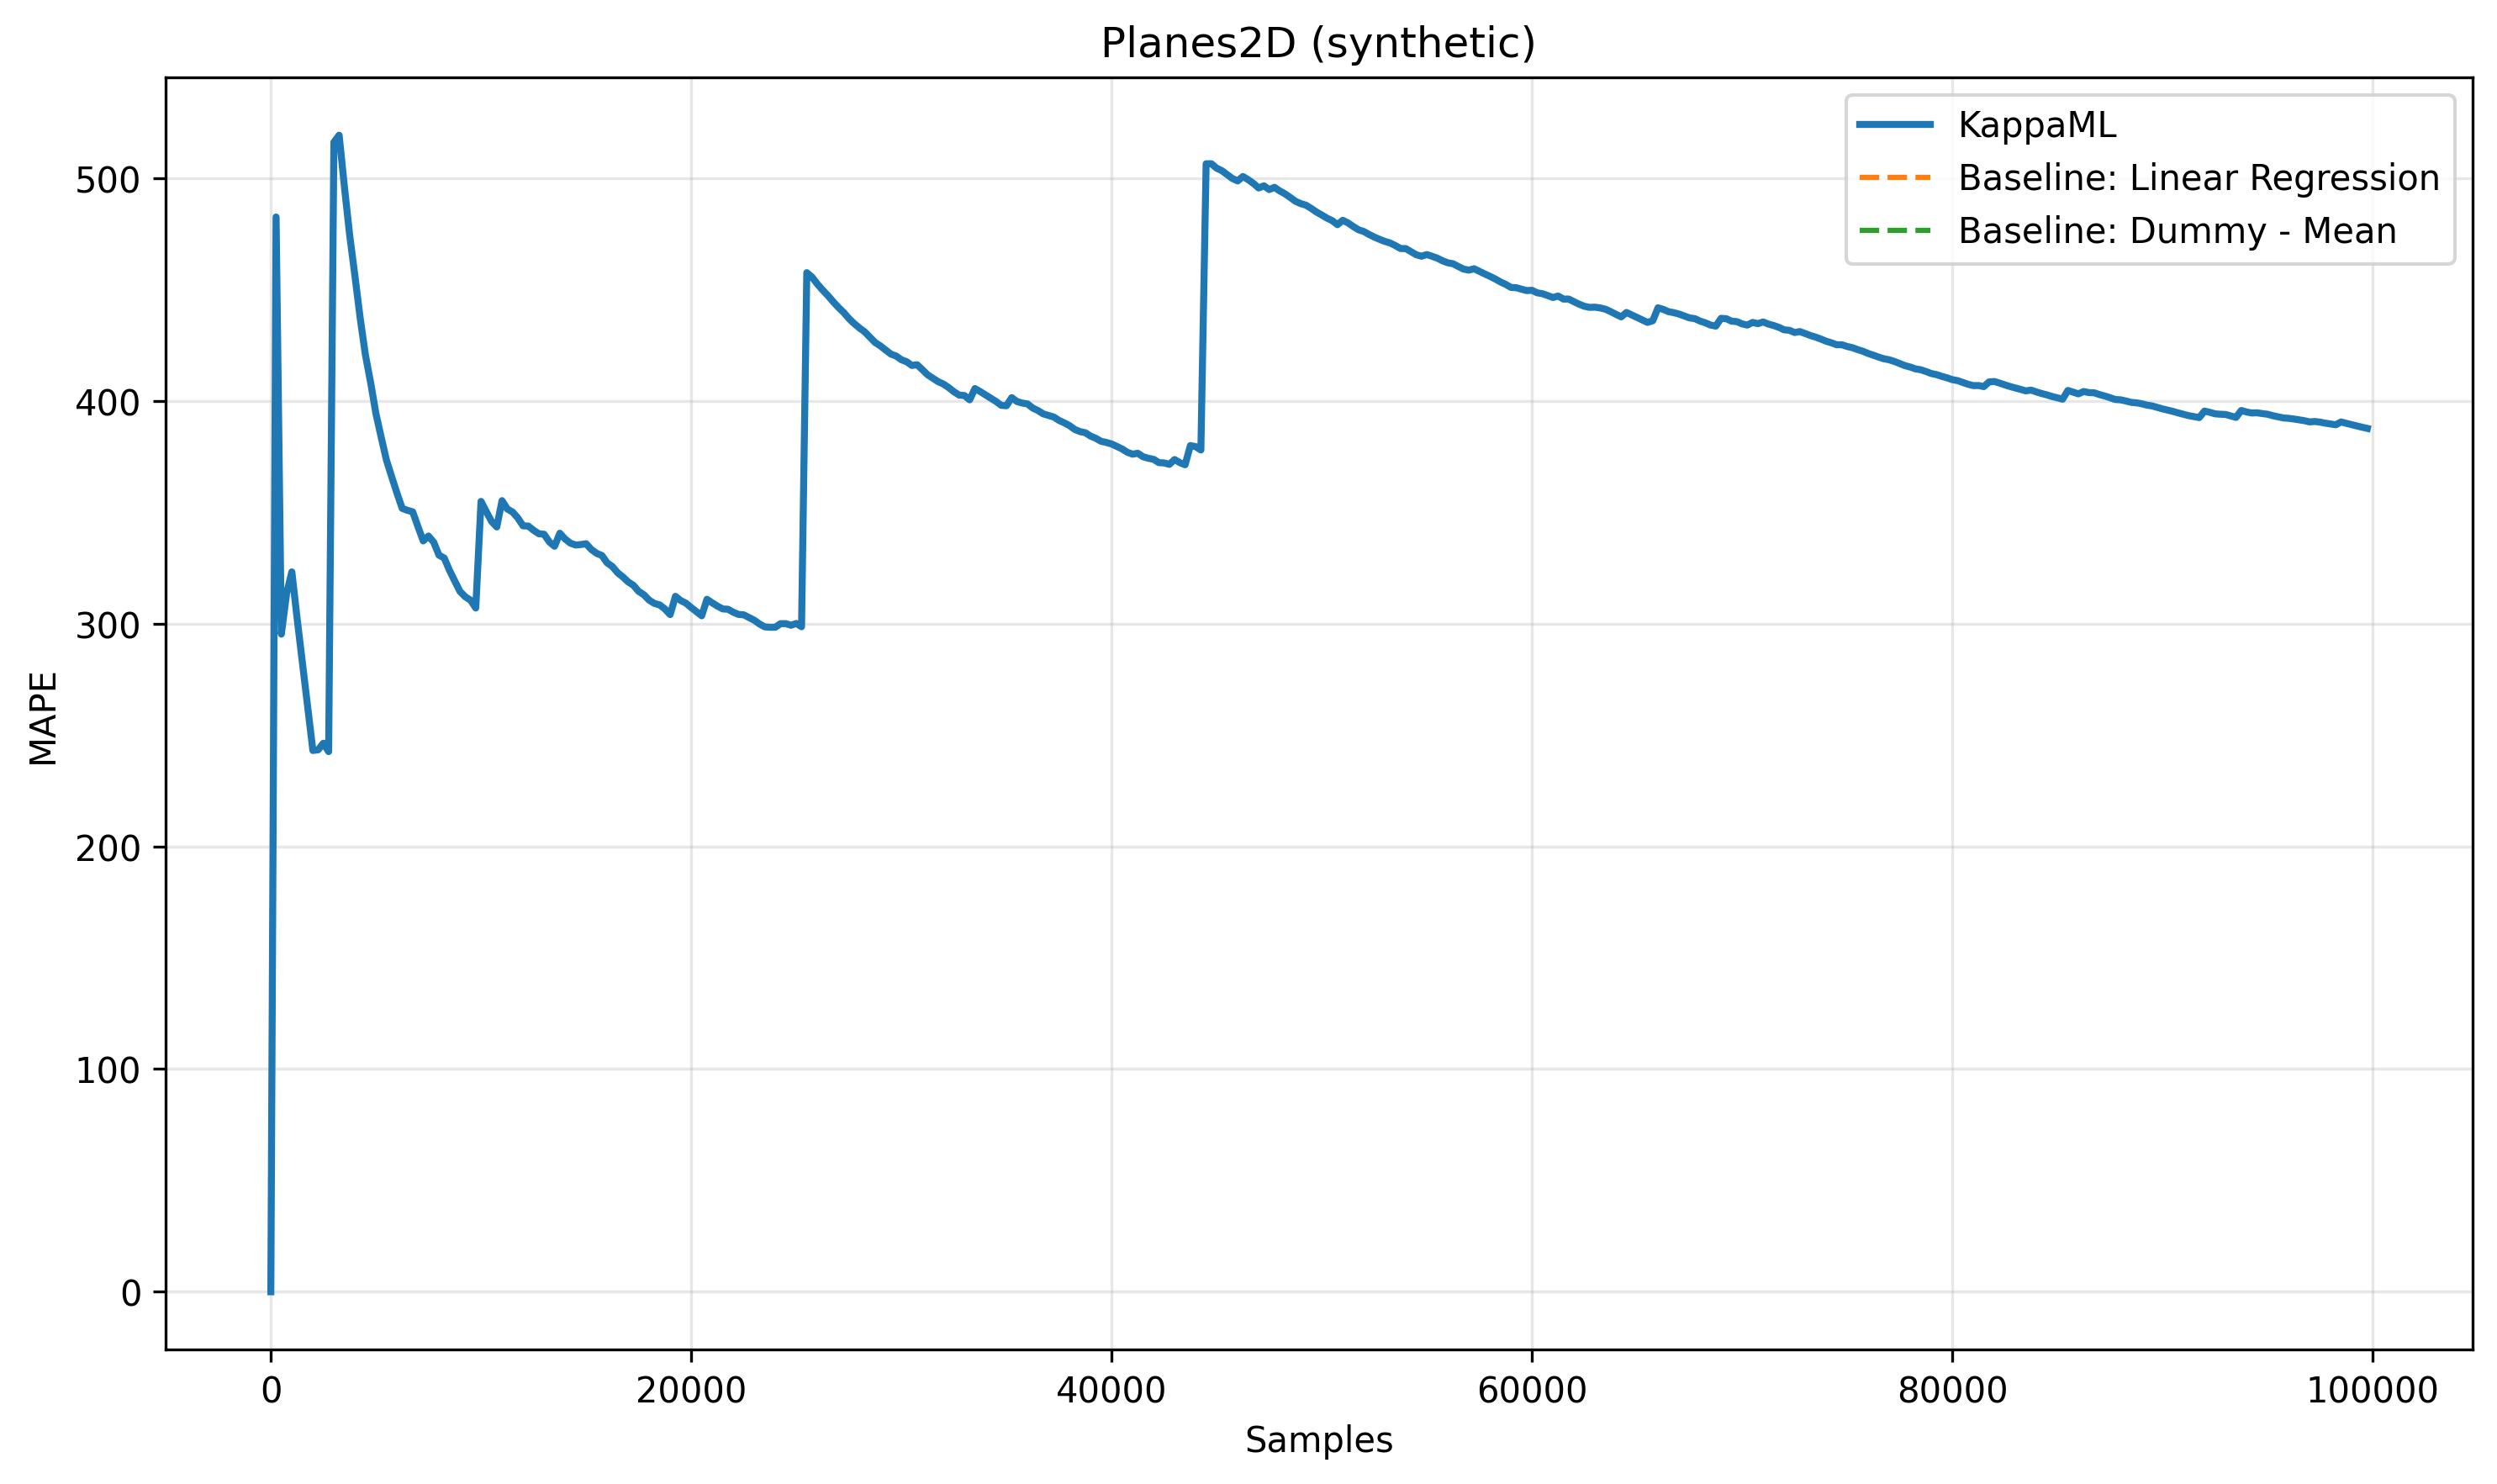 Planes2D (synthetic)
KappaML
Baseline: Linear Regression
Baseline: Dummy - Mean
500
400
300
200
100
0
MAPE
0 20000 40000 60000 80000 100000
Samples